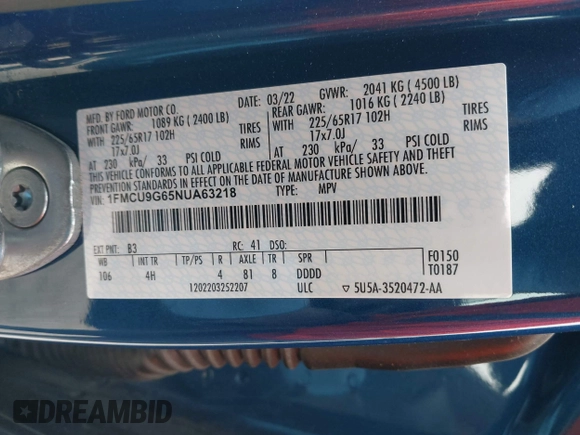 MFD. BY FORD MOTOR CO.
DATE: 03/22 GVWR: 2041 KG ( 4500 LB)
FRONT GAWR: 1089 KG ( 2400 LB) REAR GAWR: 1016 KG ( 2240 LB)
WITH 225/65R17 102H TIRES WITH 225/65R17 102H TIRES
17x7.0J RIMS 17x7.0J RIMS
AT 230 kPa/ 33 PSI COLD AT 230 kPa/ 33 PSI COLD
THIS VEHICLE CONFORMS TO ALL APPLICABLE FEDERAL MOTOR VEHICLE SAFETY AND THEFT
PREVENTION STANDARDS IN EFFECT ON THE DATE OF MANUFACTURE SHOWN ABOVE.
VIN: 1FMCU9G65NUA63218 TYPE: MPV
EXT PNT: B3 RC: 41 DSO: F0150
WB INT TR TP/PS R AXLE TR SPR T0187
106 4H 4 81 8 DDDD
1202203252207 ULC ▽ 5U5A-3520472-AA
DREAMBID